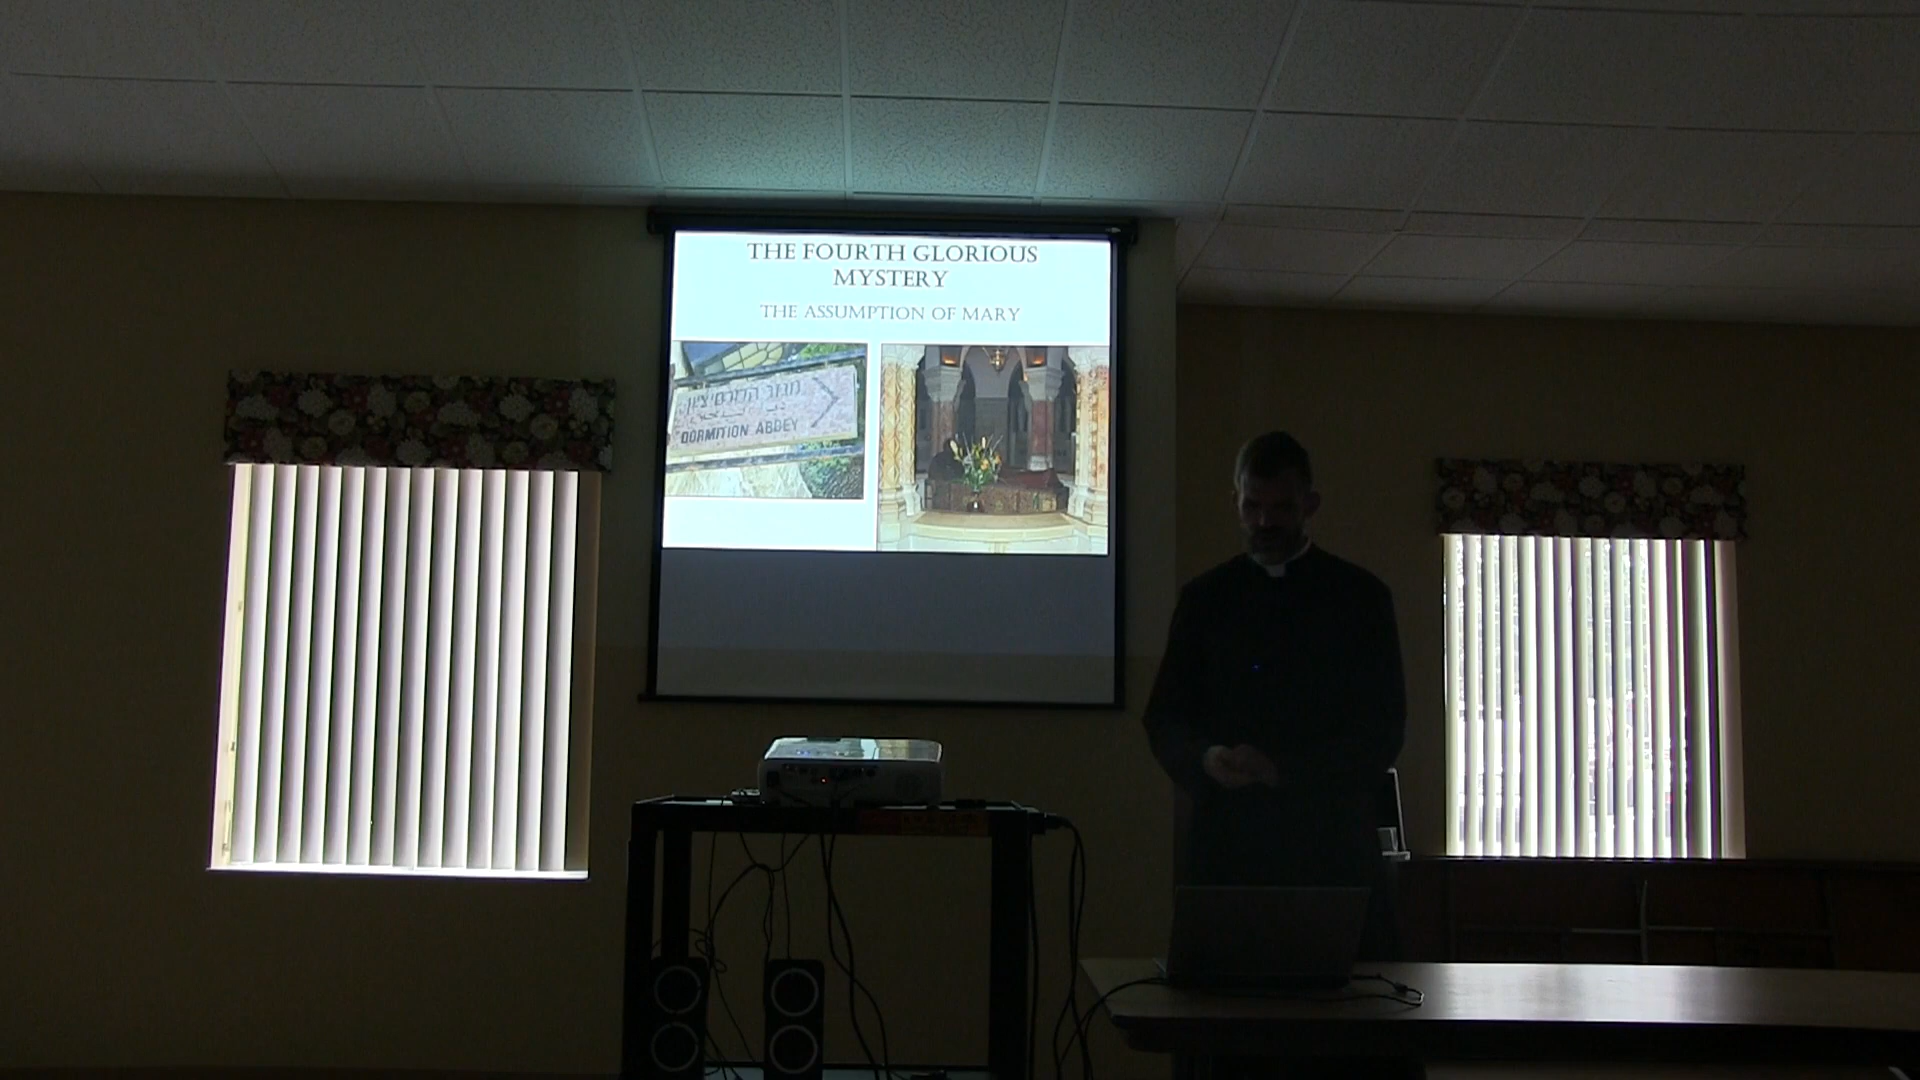 THE FOURTH GLORIOUS
MYSTERY
THE ASSUMPTION OF MARY
DORMITION ABBEY